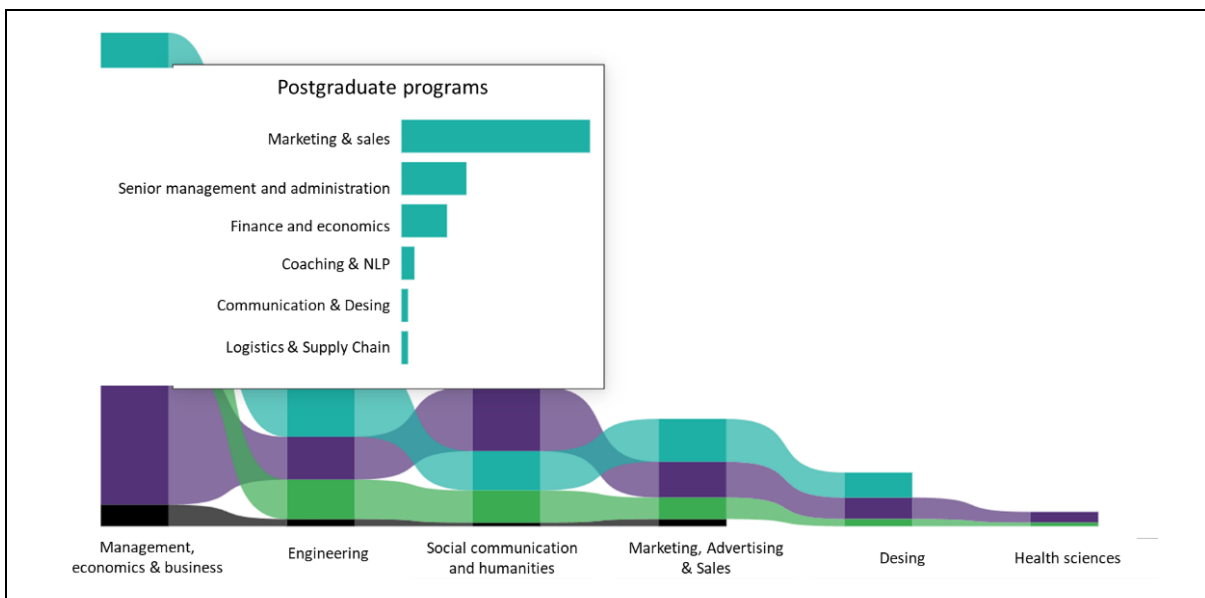 Postgraduate programs
Marketing & sales
Senior management and administration
Finance and economics
Coaching & NLP
Communication & Desing
Logistics & Supply Chain
Management,
economics & business
Engineering
Social communication
and humanities
Marketing, Advertising
& Sales
Desing
Health sciences